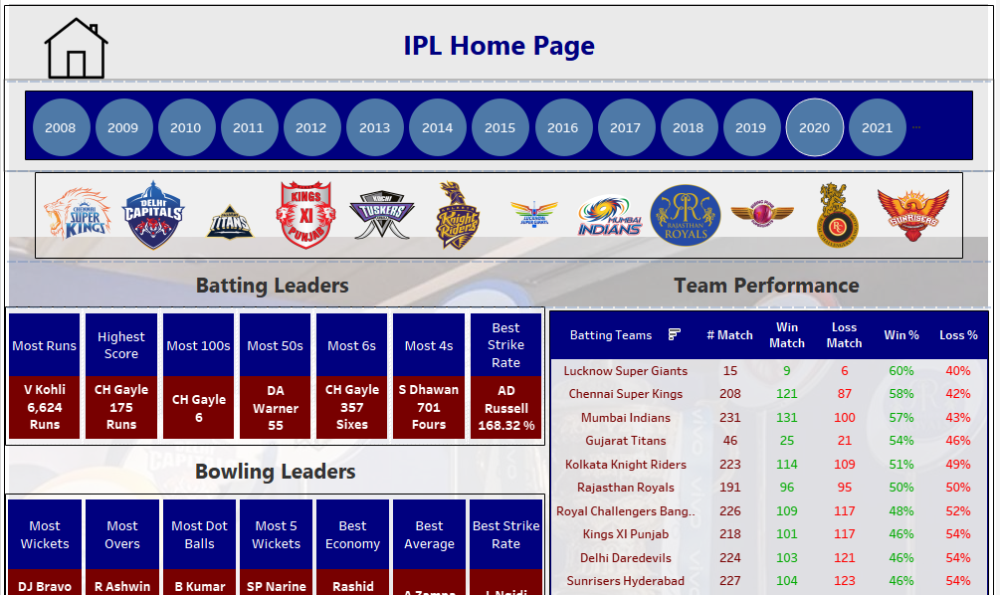 IPL Home Page
2008 2009 2010 2011 2012 2013 2014 2015 2016 2017 2018 2019 2020 2021 ...
CHENNAI SUPER KINGS
DELHI CAPITALS
TITANS
KINGS XI PUNJAB
KOCHI TUSKERS
Knight Riders
LUCKNOW SUPER GIANTS
MUMBAI INDIANS
RR RAJASTHAN ROYALS
SUNRISERS
Batting Leaders
Most Runs
V Kohli
6,624
Runs
Highest
Score
CH Gayle
175
Runs
Most 100s
CH Gayle
6
Most 50s
DA
Warner
55
Most 6s
CH Gayle
357
Sixes
Most 4s
S Dhawan
701
Fours
Best
Strike
Rate
AD
Russell
168.32 %
Bowling Leaders
Most
Wickets
DJ Bravo
Most
Overs
R Ashwin
Most Dot
Balls
B Kumar
Most 5
Wickets
SP Narine
Best
Economy
Rashid
Best
Average
A Zampa
Best Strike
Rate
L Ngidi
Team Performance
Batting Teams # Match Win Match Loss Match Win % Loss %
Lucknow Super Giants 15 9 6 60% 40%
Chennai Super Kings 208 121 87 58% 42%
Mumbai Indians 231 131 100 57% 43%
Gujarat Titans 46 25 21 54% 46%
Kolkata Knight Riders 223 114 109 51% 49%
Rajasthan Royals 191 96 95 50% 50%
Royal Challengers Bang.. 226 109 117 48% 52%
Kings XI Punjab 218 101 117 46% 54%
Delhi Daredevils 224 103 121 46% 54%
Sunrisers Hyderabad 227 104 123 46% 54%